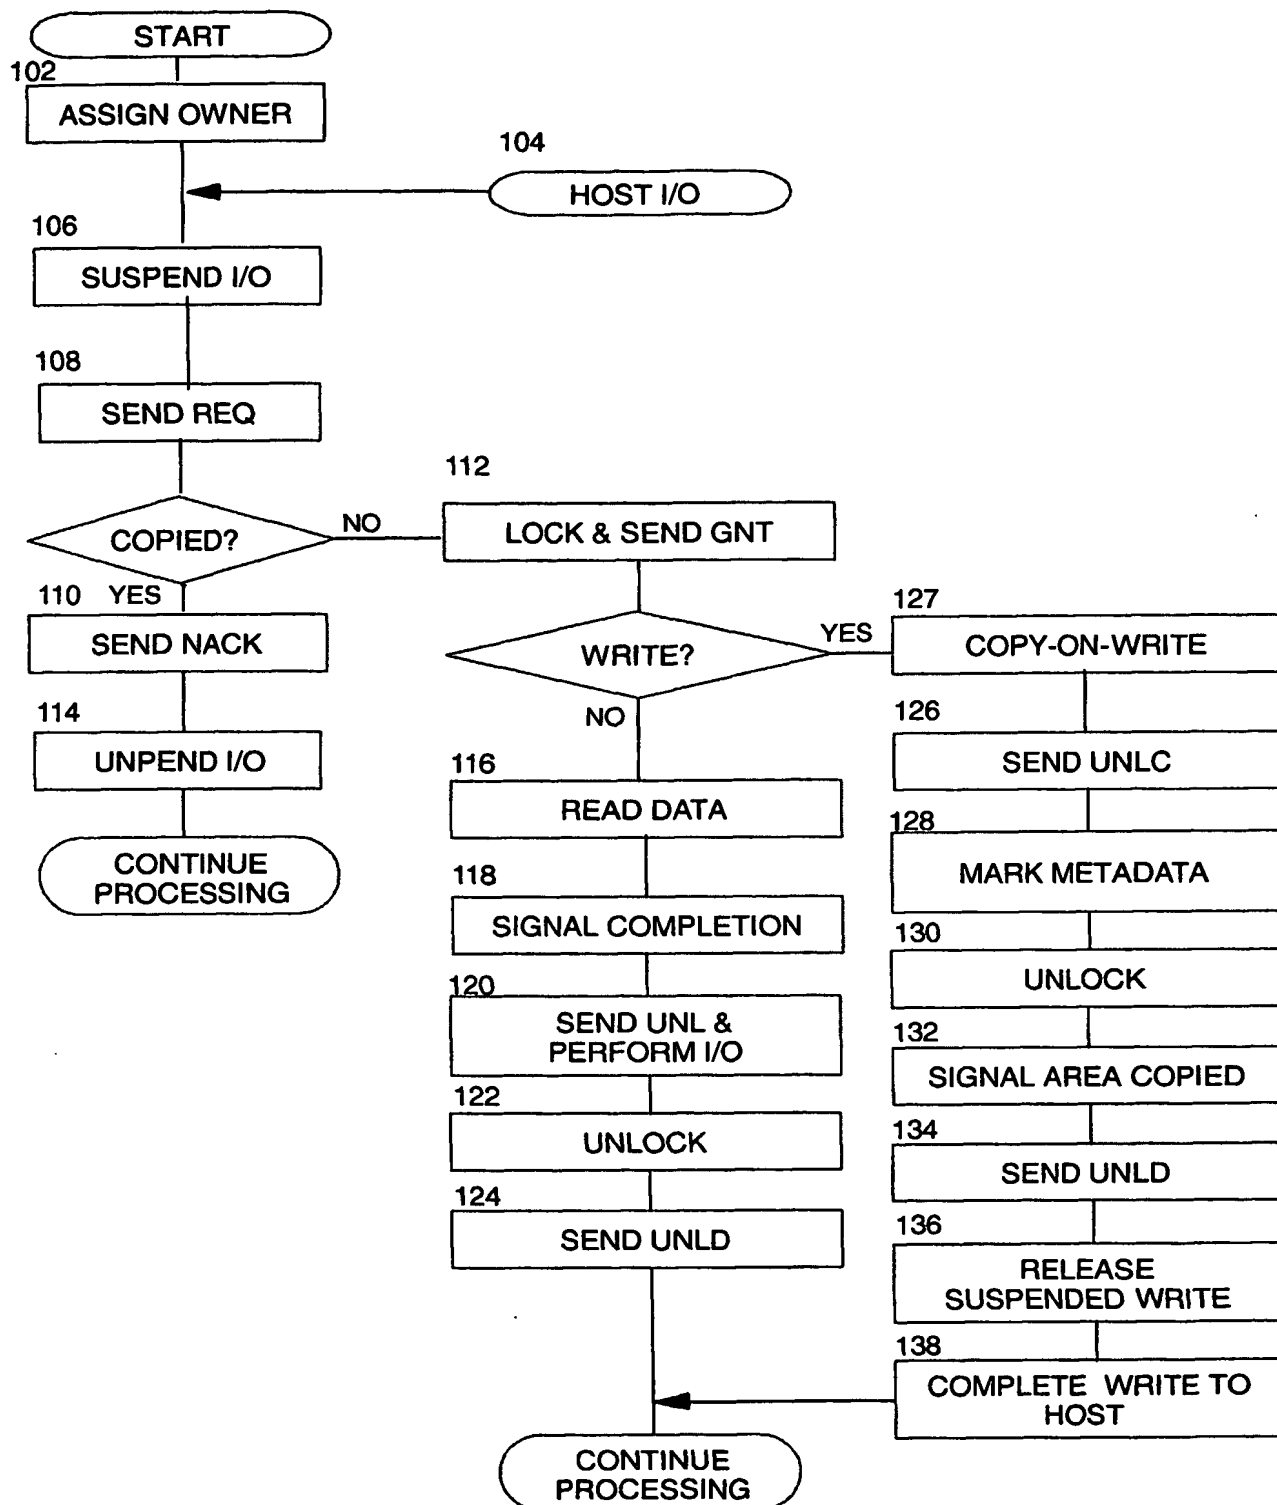 START
102
ASSIGN OWNER
104
HOST I/O
106
SUSPEND I/O
108
SEND REQ
COPIED?
NO
YES
110
SEND NACK
114
UNPEND I/O
CONTINUE
PROCESSING
112
LOCK & SEND GNT
WRITE?
YES
NO
116
READ DATA
118
SIGNAL COMPLETION
120
SEND UNL &
PERFORM I/O
122
UNLOCK
124
SEND UNLD
127
COPY-ON-WRITE
126
SEND UNLC
128
MARK METADATA
130
UNLOCK
132
SIGNAL AREA COPIED
134
SEND UNLD
136
RELEASE
SUSPENDED WRITE
138
COMPLETE WRITE TO
HOST
CONTINUE
PROCESSING